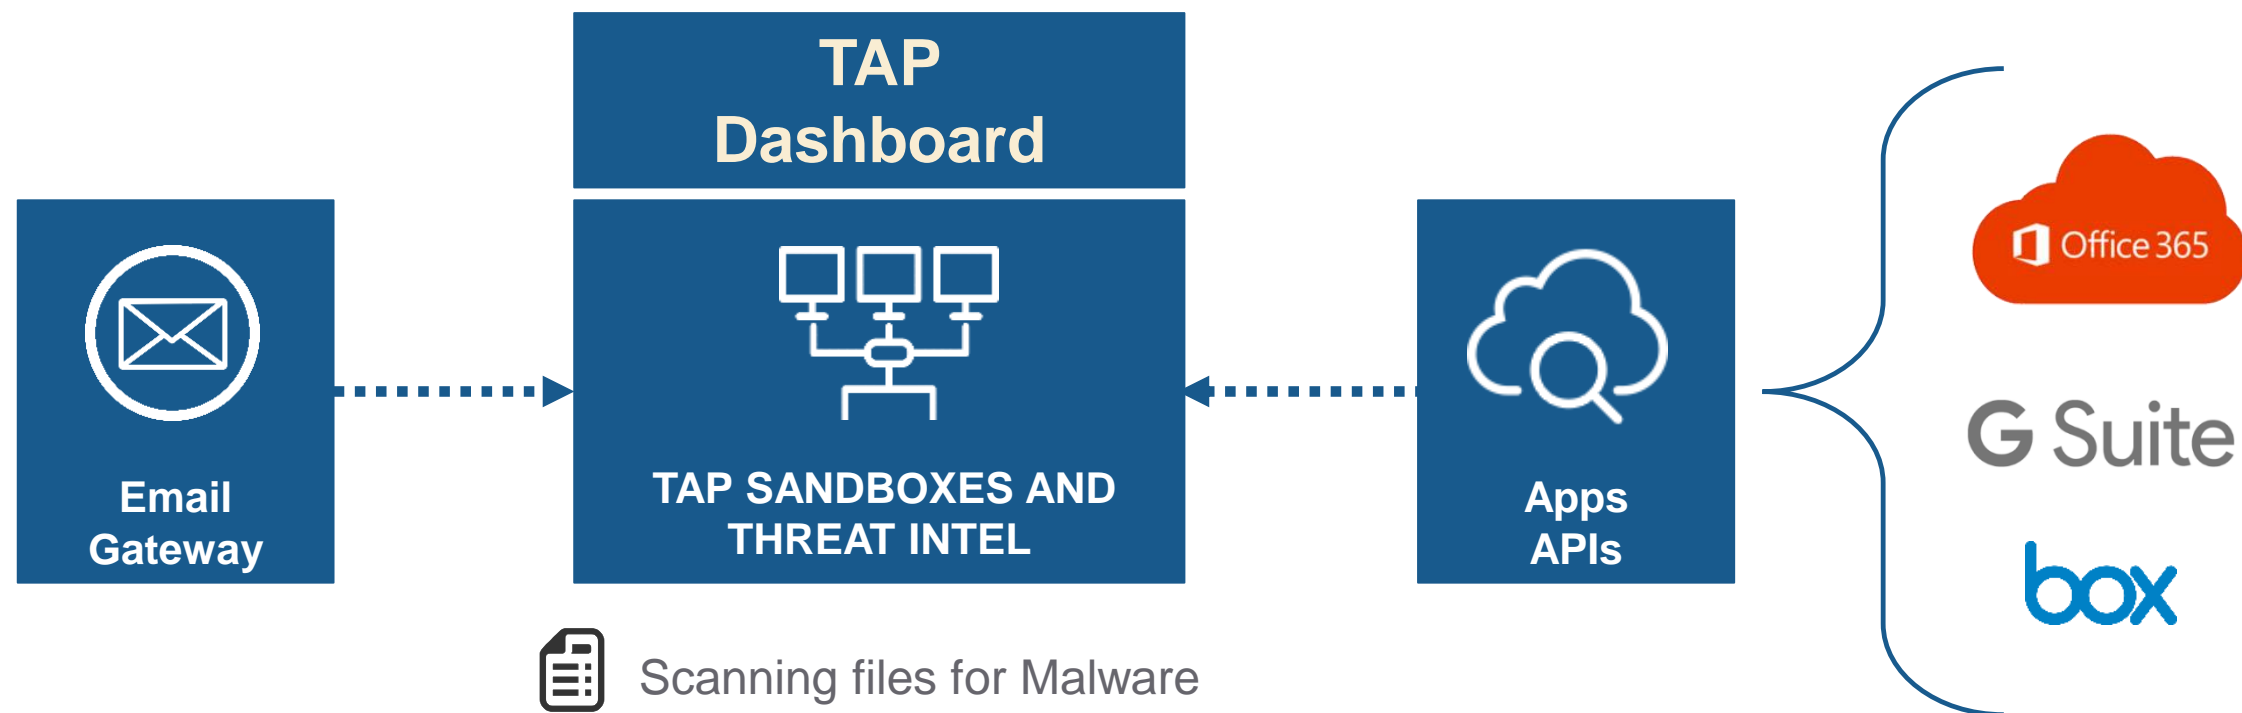 TAP
Dashboard
Email
Gateway
TAP SANDBOXES AND
THREAT INTEL
Apps
APIs
Office 365
G Suite
box
Scanning files for Malware